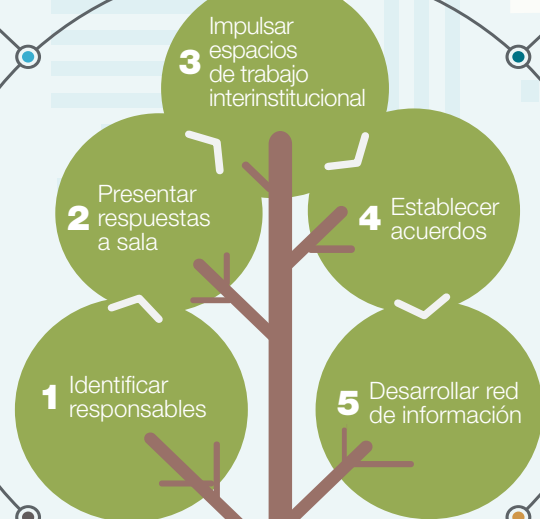 1 Identificar
responsables
2 Presentar
respuestas
a sala
3 Impulsar
espacios
de trabajo
interinstitucional
4 Establecer
acuerdos
5 Desarrollar red
de información